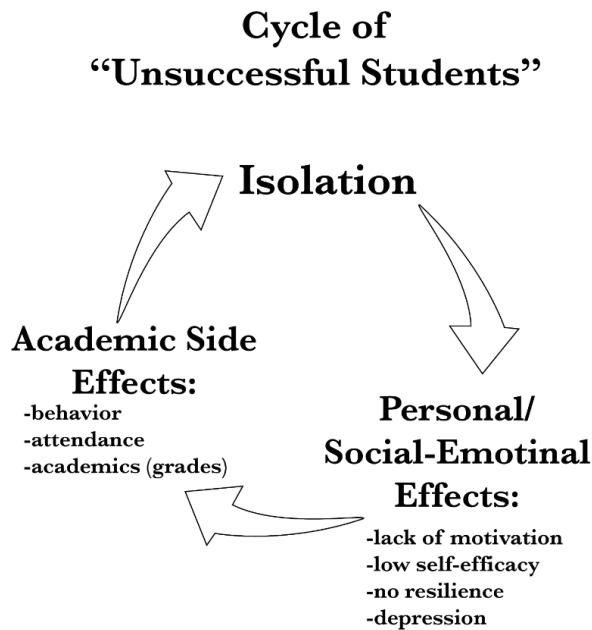 Cycle of
“Unsuccessful Students”
Isolation
Personal/
Social-Emotinal
Effects:
-lack of motivation
-low self-efficacy
-no resilience
-depression
Academic Side
Effects:
-behavior
-attendance
-academics (grades)